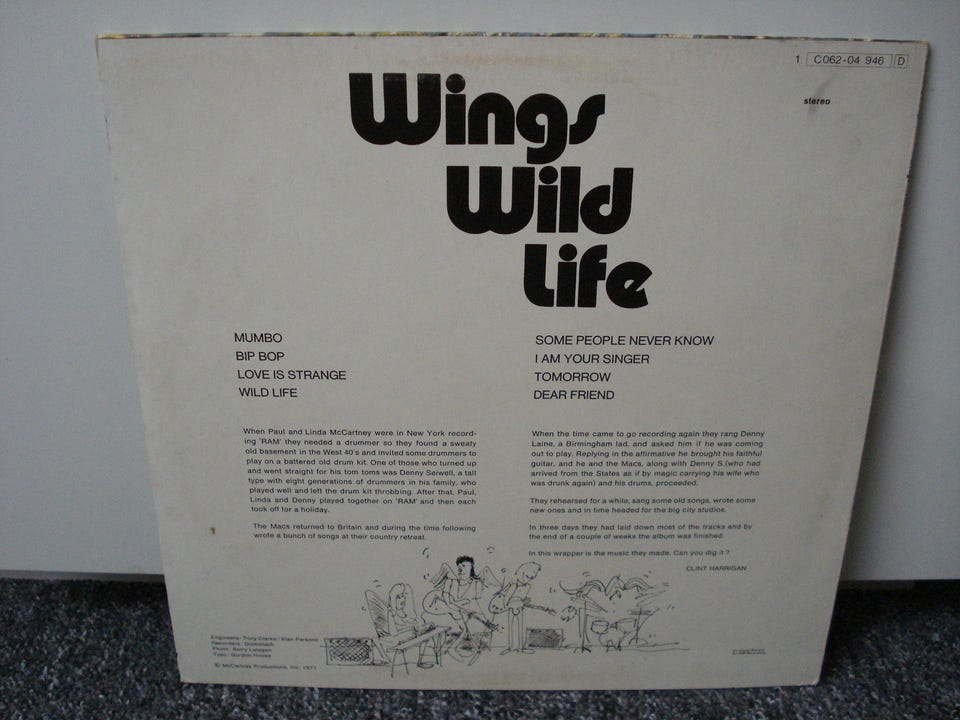 1 C062-04 946 D
stereo
Wings
Wild
Life
MUMBO
BIP BOP
LOVE IS STRANGE
WILD LIFE
SOME PEOPLE NEVER KNOW
I AM YOUR SINGER
TOMORROW
DEAR FRIEND
When Paul and Linda McCartney were in New York record-
ing 'RAM' they needed a drummer so they found a sweaty
old basement in the West 40's and invited some drummers to
play on a battered old drum kit. One of those who turned up
and went straight for his tom toms was Denny Seiwell, a tall
type with eight generations of drummers in his family, who
played well and left the drum kit throbbing. After that, Paul,
Linda and Denny played together on 'RAM' and then each
took off for a holiday.
The Macs returned to Britain and during the time following
wrote a bunch of songs at their country retreat.
When the time came to go recording again they rang Denny
Laine, a Birmingham lad, and asked him if he was coming
out to play. Replying in the affirmative he brought his faithful
guitar, and he and the Macs, along with Denny S.(who had
arrived from the States as if by magic carrying his wife who
was drunk again) and his drums, proceeded.
They rehearsed for a while, sang some old songs, wrote some
new ones and in time headed for the big city studios.
In three days they had laid down most of the tracks and by
the end of a couple of weeks the album was finished.
In this wrapper is the music they made. Can you dig it ?
CLINT HARRIGAN
Engineers: Tony Clarke / Alan Parsons
Photo: Barry Lategan
Typo: Gordon House
© McCartney Productions, Inc. 1971